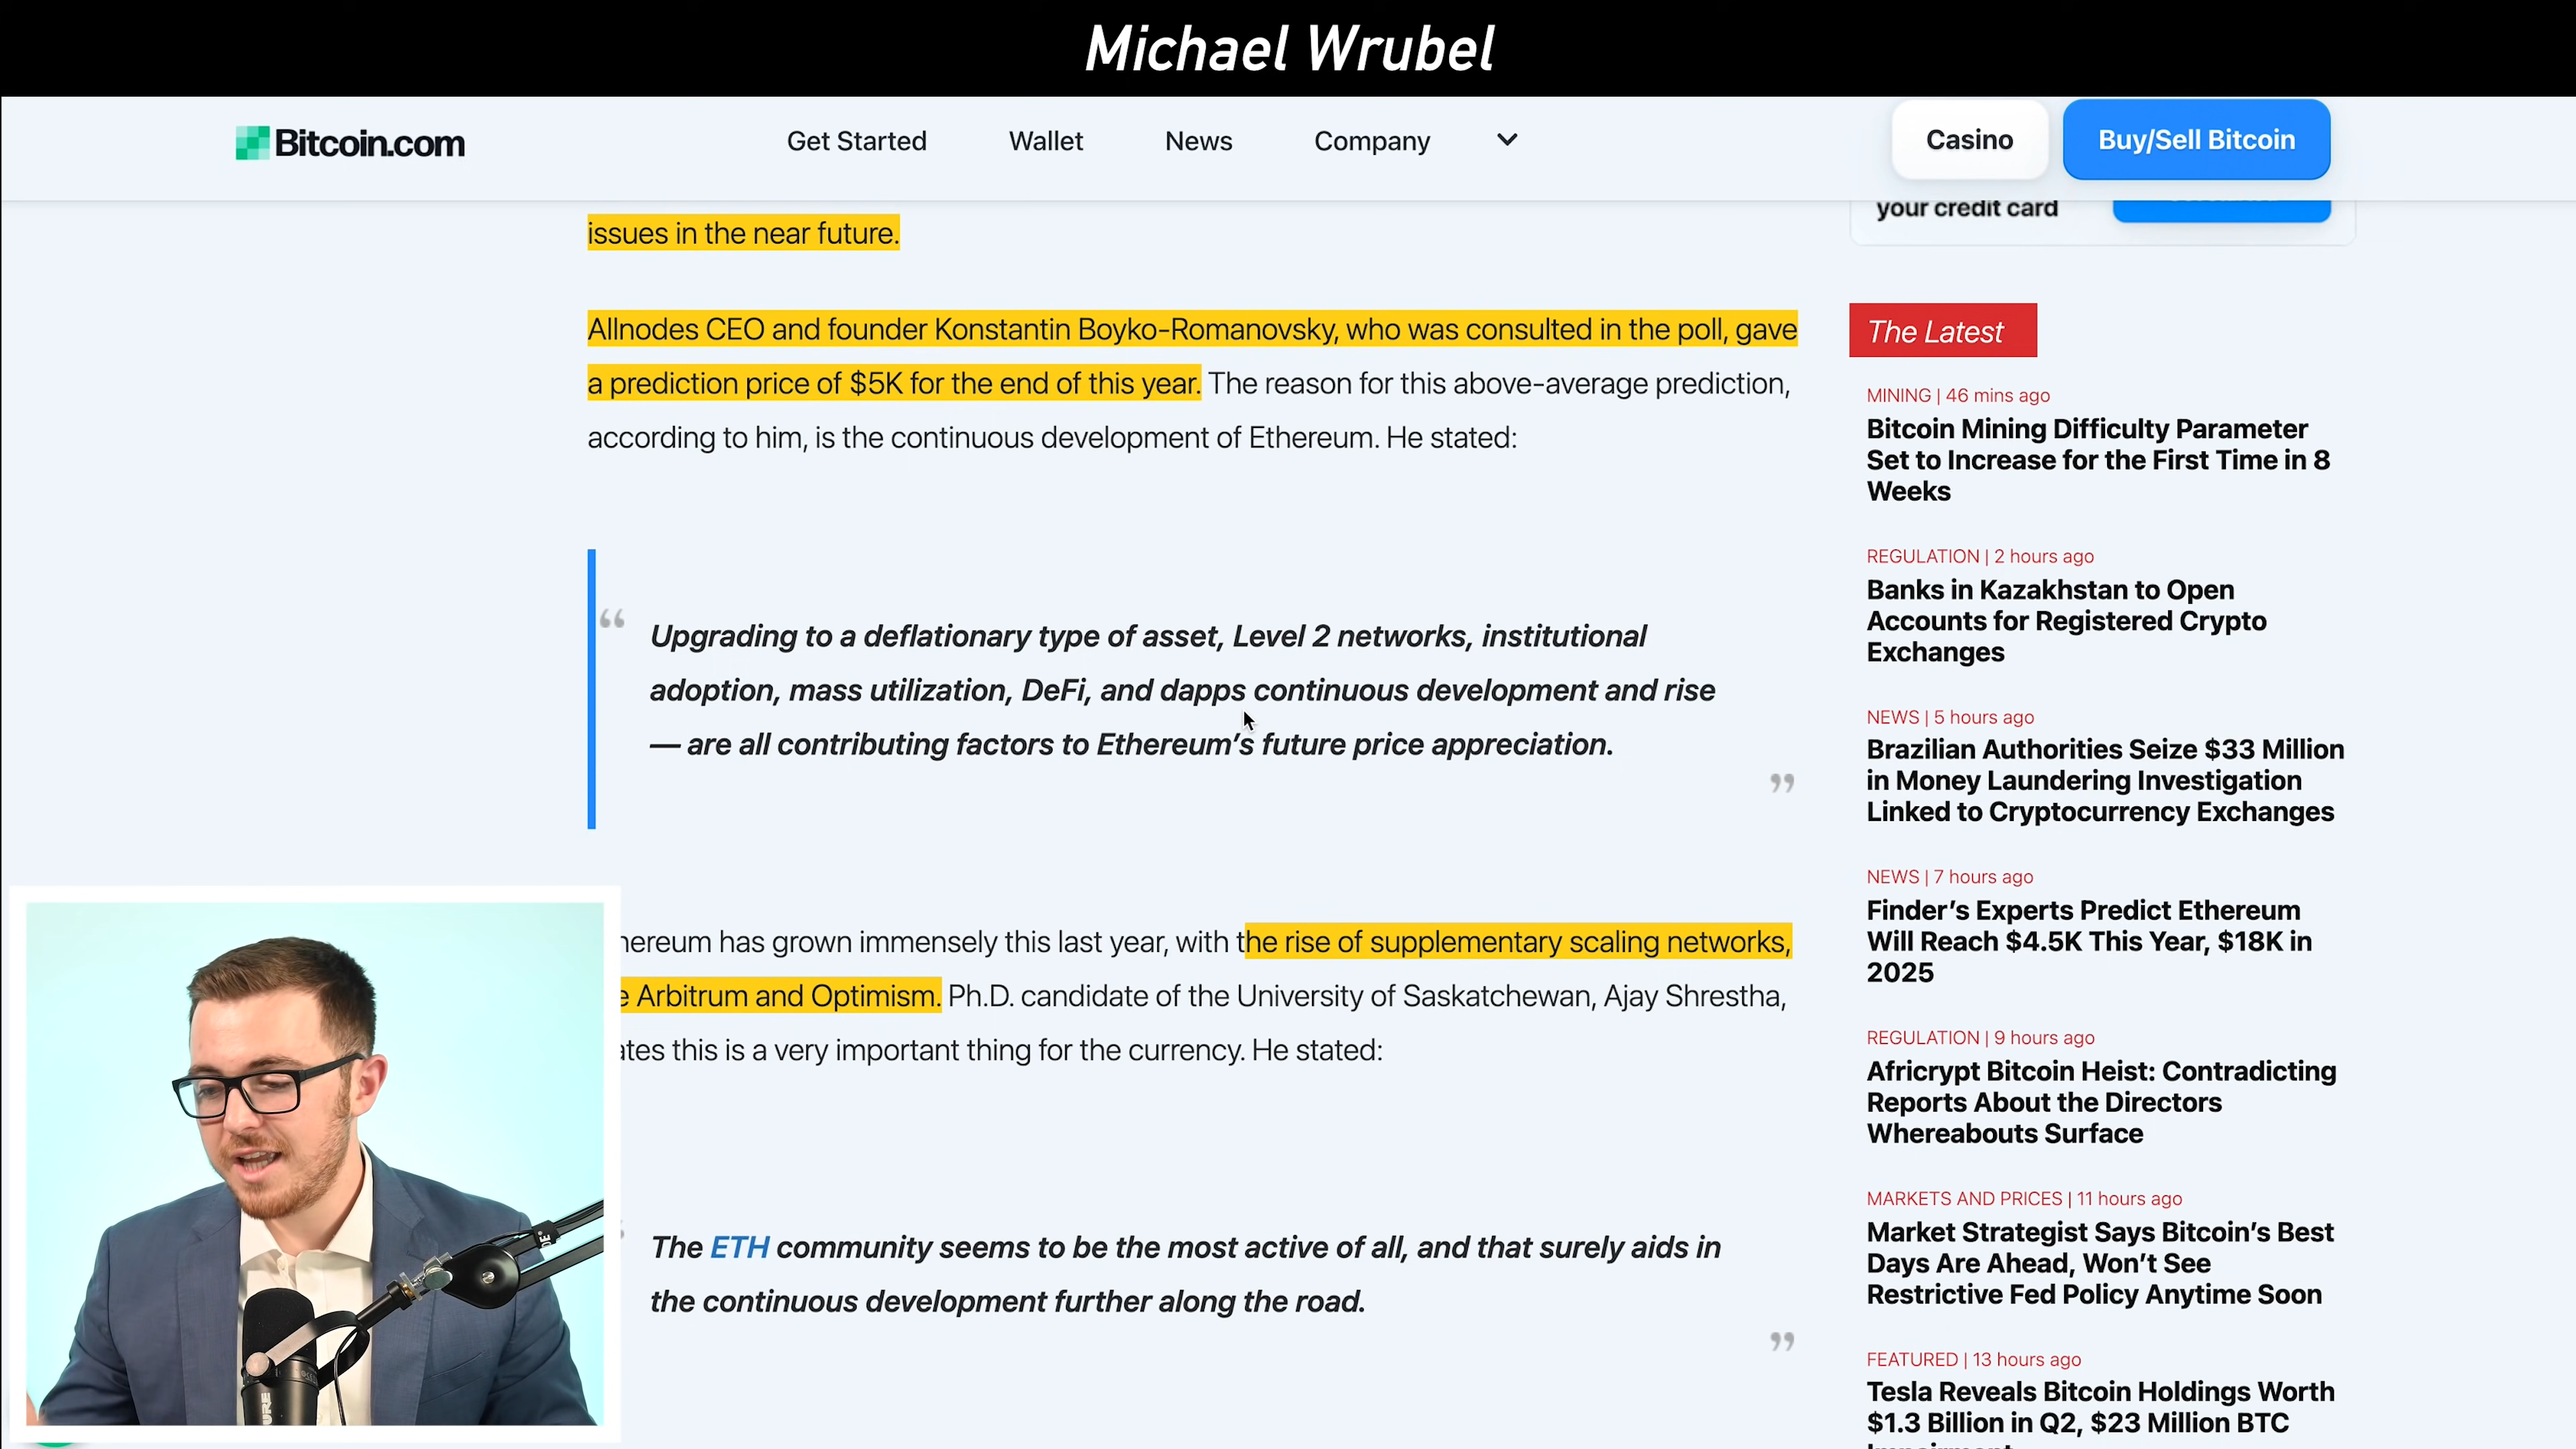 Michael Wrubel
Bitcoin.com
Get Started
Wallet
News
Company
Casino
Buy/Sell Bitcoin
issues in the near future.
Allnodes CEO and founder Konstantin Boyko-Romanovsky, who was consulted in the poll, gave
a prediction price of $5K for the end of this year. The reason for this above-average prediction,
according to him, is the continuous development of Ethereum. He stated:
“ Upgrading to a deflationary type of asset, Level 2 networks, institutional
adoption, mass utilization, DeFi, and dapps continuous development and rise
— are all contributing factors to Ethereum’s future price appreciation.
”
hereum has grown immensely this last year, with the rise of supplementary scaling networks,
e Arbitrum and Optimism. Ph.D. candidate of the University of Saskatchewan, Ajay Shrestha,
ates this is a very important thing for the currency. He stated:
The ETH community seems to be the most active of all, and that surely aids in
the continuous development further along the road.
”
your credit card
The Latest
MINING | 46 mins ago
Bitcoin Mining Difficulty Parameter
Set to Increase for the First Time in 8
Weeks
REGULATION | 2 hours ago
Banks in Kazakhstan to Open
Accounts for Registered Crypto
Exchanges
NEWS | 5 hours ago
Brazilian Authorities Seize $33 Million
in Money Laundering Investigation
Linked to Cryptocurrency Exchanges
NEWS | 7 hours ago
Finder’s Experts Predict Ethereum
Will Reach $4.5K This Year, $18K in
2025
REGULATION | 9 hours ago
Africrypt Bitcoin Heist: Contradicting
Reports About the Directors
Whereabouts Surface
MARKETS AND PRICES | 11 hours ago
Market Strategist Says Bitcoin’s Best
Days Are Ahead, Won’t See
Restrictive Fed Policy Anytime Soon
FEATURED | 13 hours ago
Tesla Reveals Bitcoin Holdings Worth
$1.3 Billion in Q2, $23 Million BTC